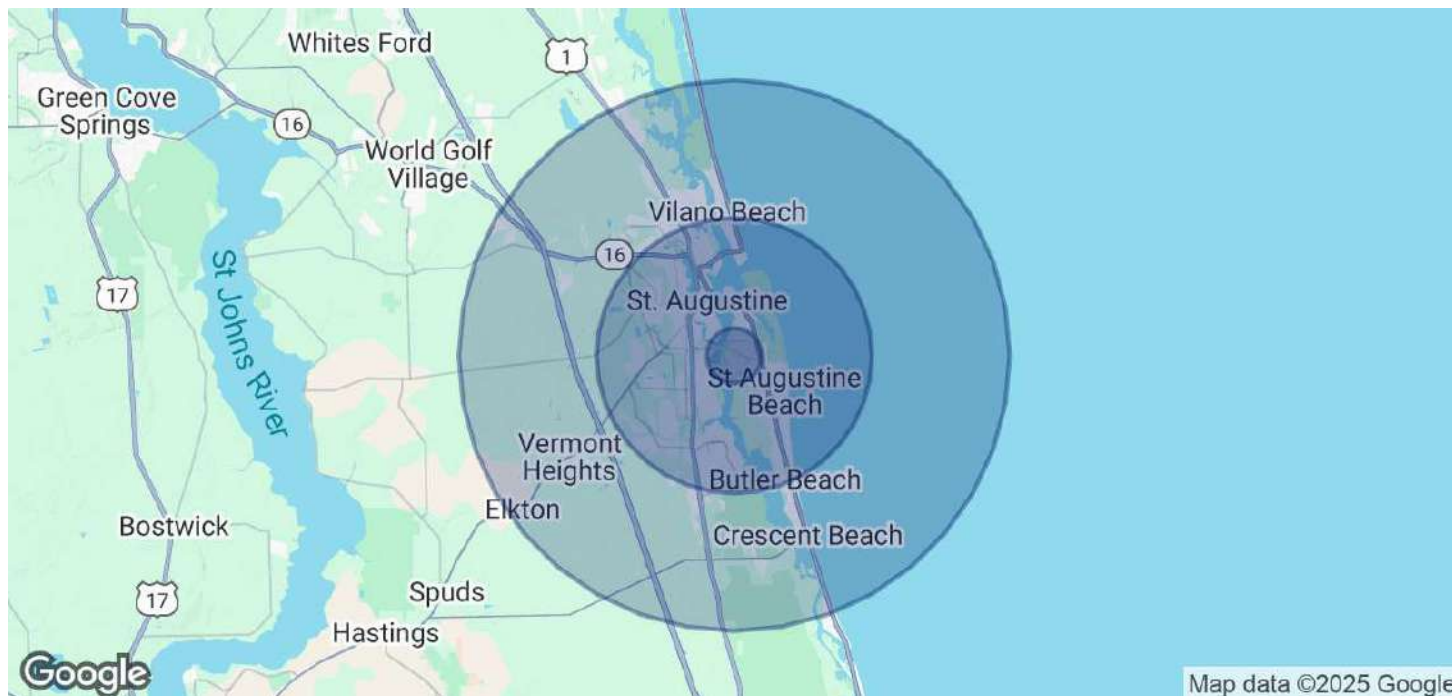 Whites Ford
1
Green Cove
Springs
16
World Golf
Village
Vilano Beach
16
St Johns River
17
St. Augustine
St Augustine
Beach
Vermont
Heights
Butler Beach
Elkton
Bostwick
Crescent Beach
17
Spuds
Hastings
Google
Map data ©2025 Google